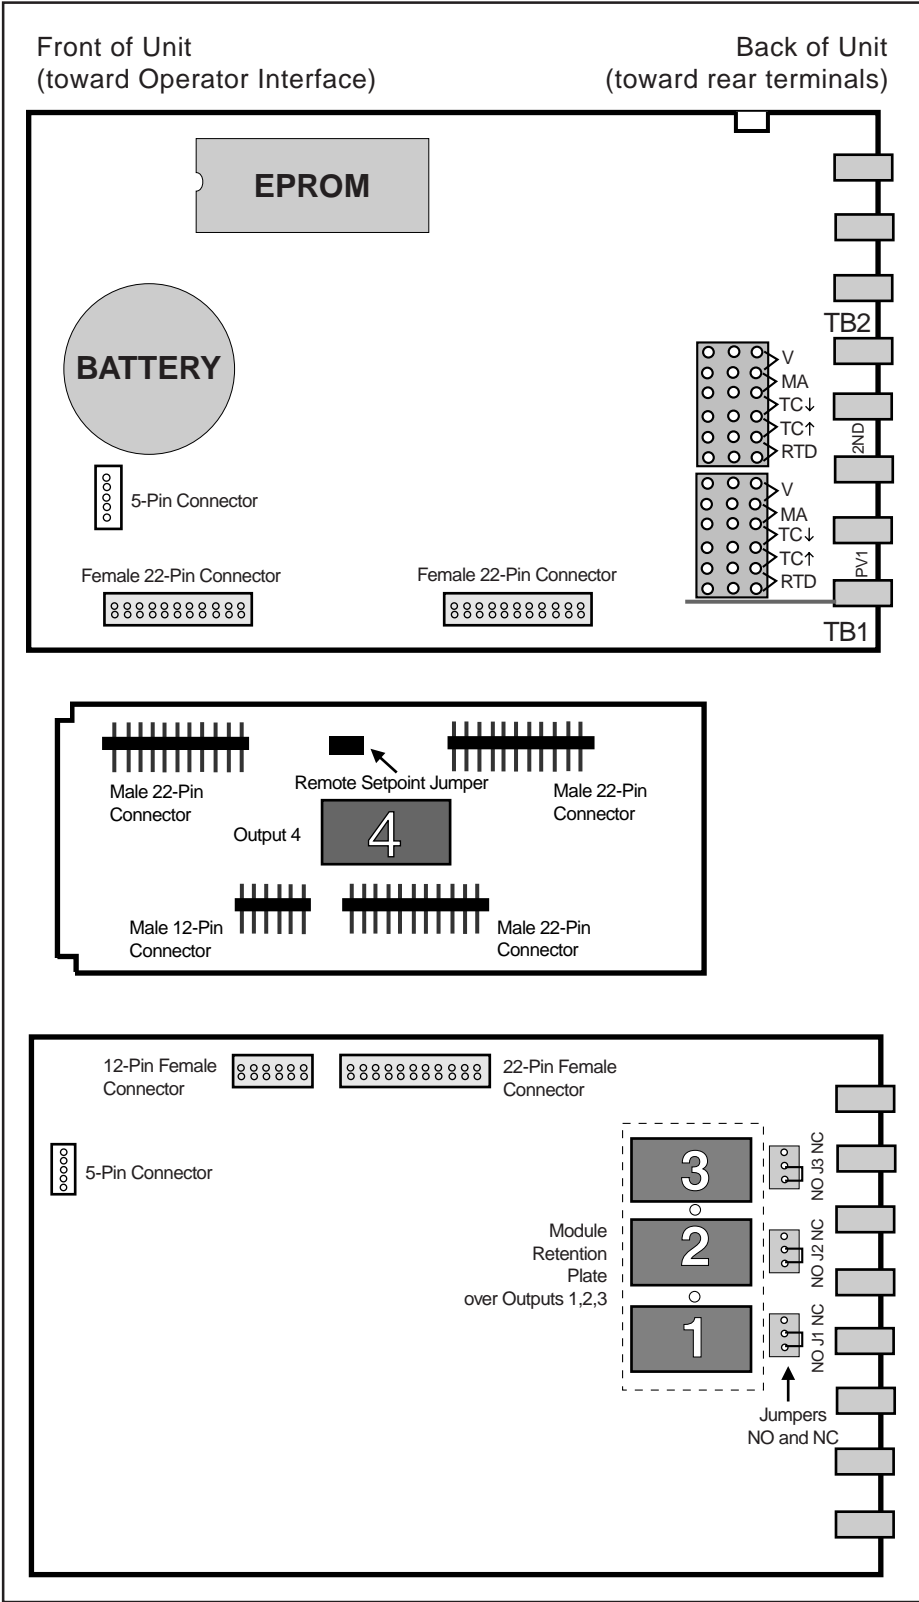 Front of Unit
(toward Operator Interface)
Back of Unit
(toward rear terminals)
EPROM
BATTERY
TB2
V
MA
TC↓
TC↑
RTD
2ND
5-Pin Connector
V
MA
TC↓
TC↑
RTD
PV1
Female 22-Pin Connector
Female 22-Pin Connector
TB1
Remote Setpoint Jumper
Male 22-Pin
Connector
Male 22-Pin
Connector
Output 4
4
Male 12-Pin
Connector
Male 22-Pin
Connector
12-Pin Female
Connector
22-Pin Female
Connector
5-Pin Connector
3
NO J3 NC
Module
Retention
Plate
over Outputs 1,2,3
2
NO J2 NC
1
NO J1 NC
Jumpers
NO and NC